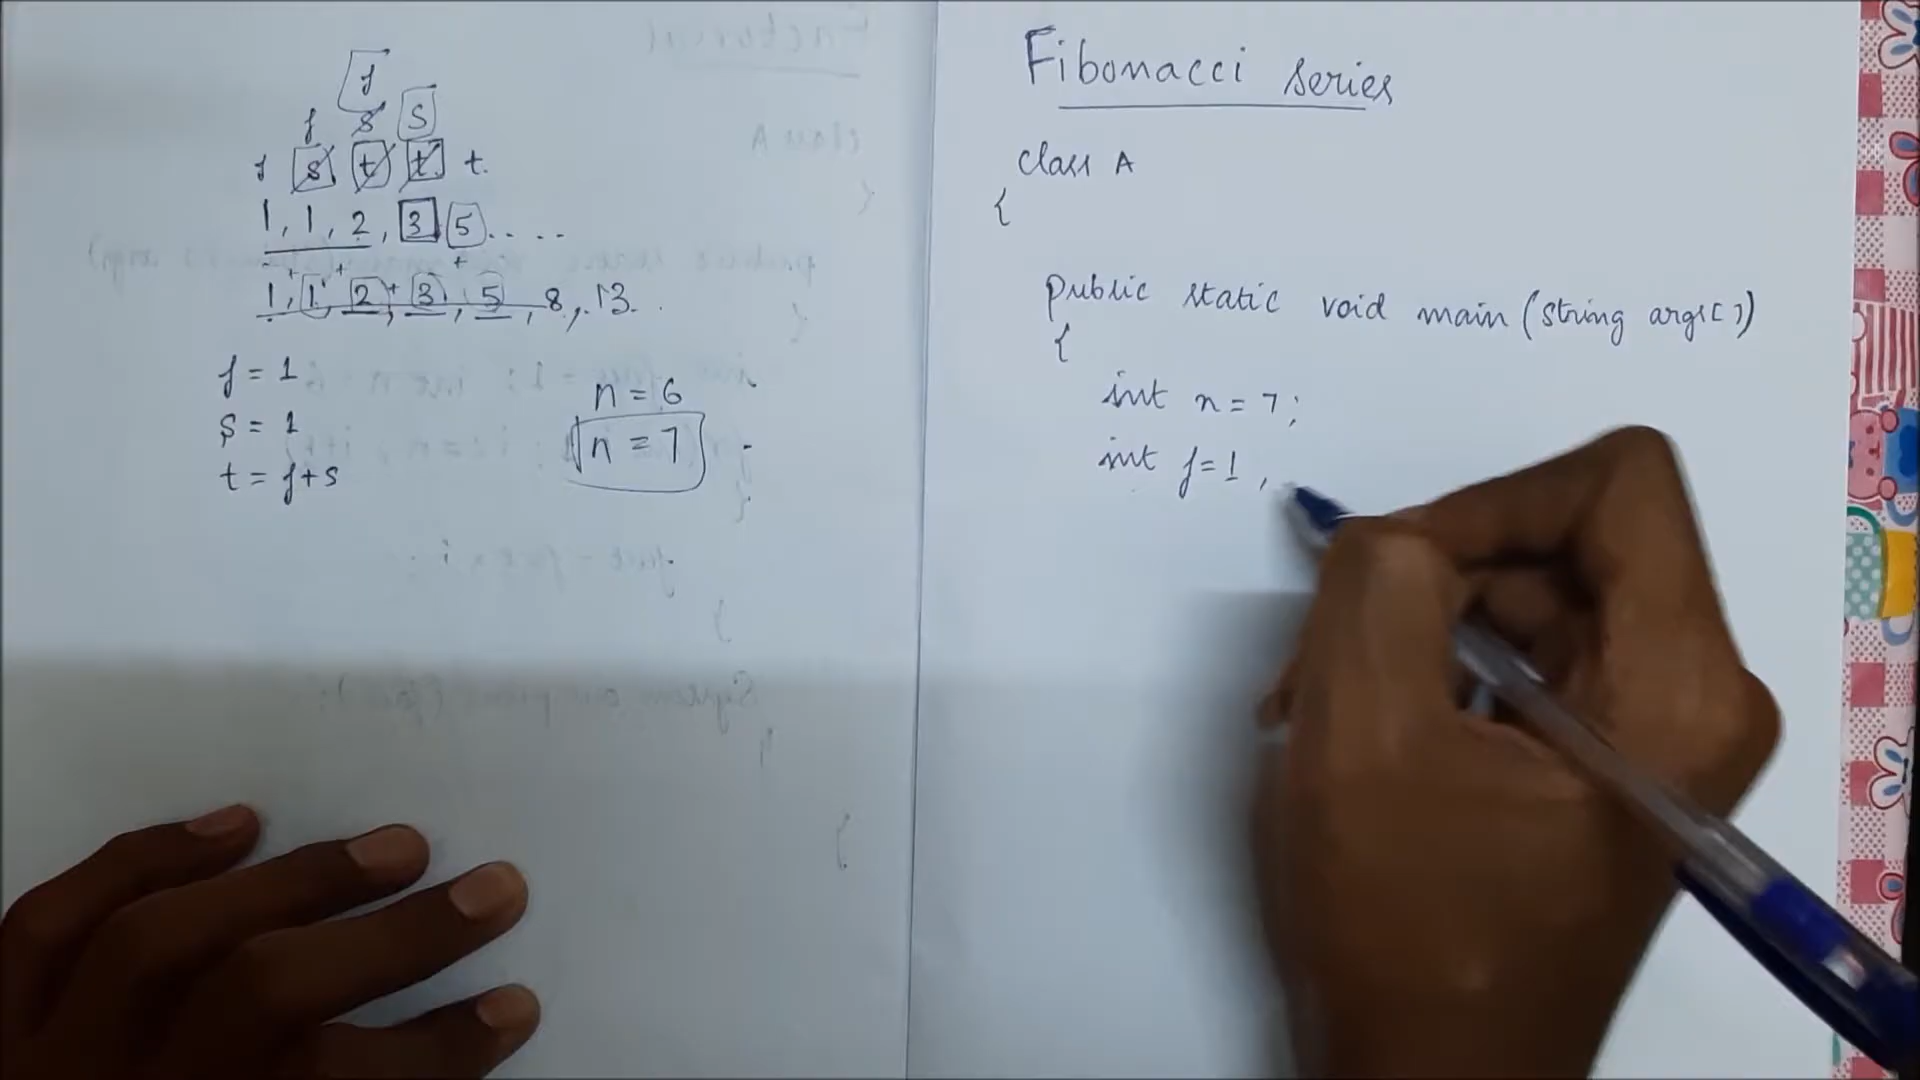 f
f s S
f s t t t.
1, 1, 2, 3 5. . . .
+ + +
1, 1, 2 + 3, 5, 8, 13.
f = 1
s = 1
t = f+s
n = 6
n = 7
Fibonacci series
class A
{
public static void main (string args[ ])
{
int n = 7;
int f=1 ,